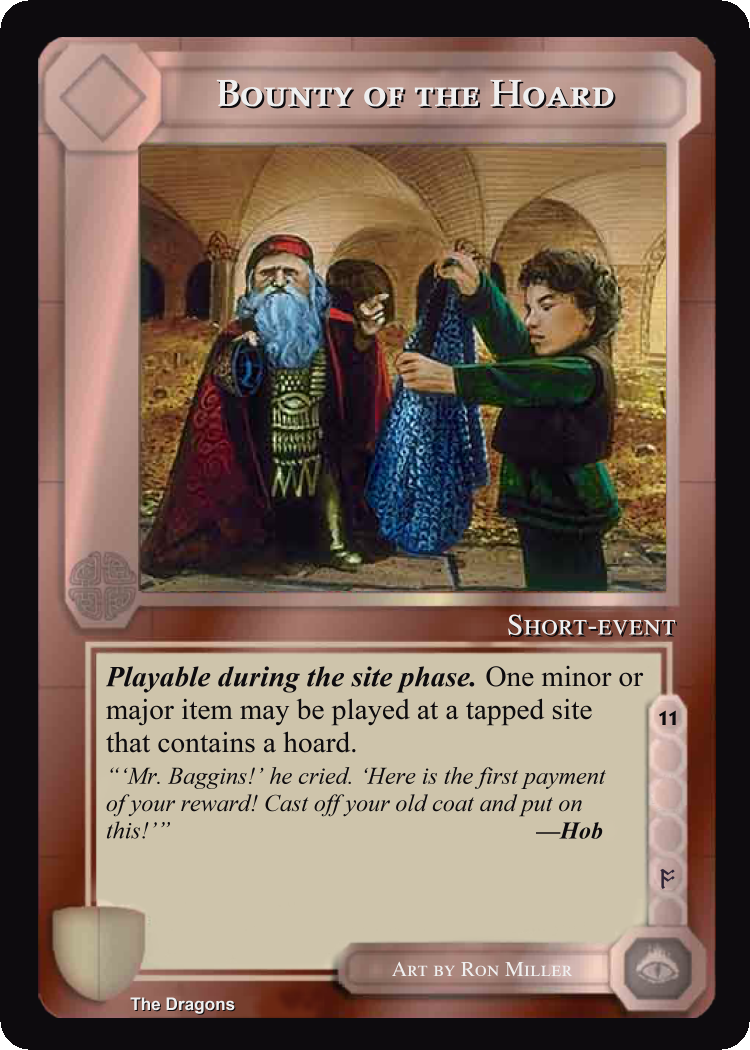 Bounty of the Hoard
Short-event
Playable during the site phase. One minor or
major item may be played at a tapped site
that contains a hoard.
“‘Mr. Baggins!’ he cried. ‘Here is the first payment
of your reward! Cast off your old coat and put on
this!’” —Hob
11
ᚩ
Art by Ron Miller
The Dragons